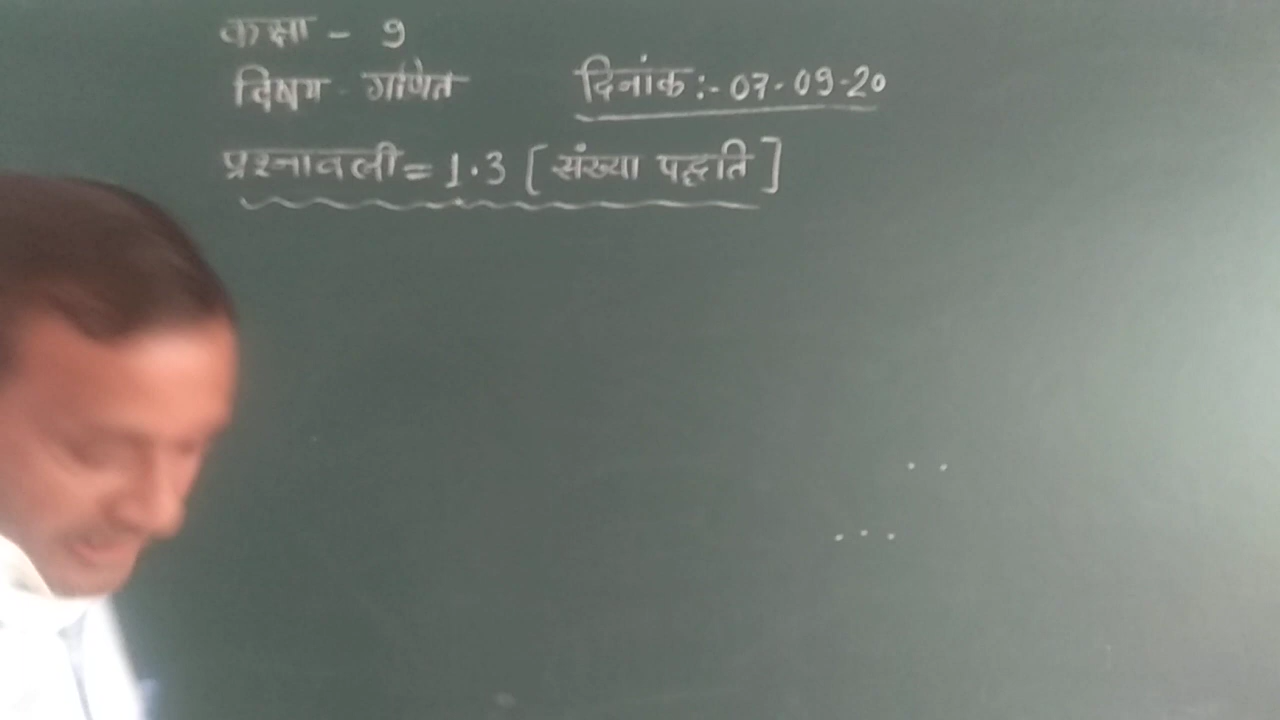 कक्षा - 9
विषय - गणित दिनांक:- 07-09-20
प्रश्नावली = 1.3 [संख्या पद्धति]